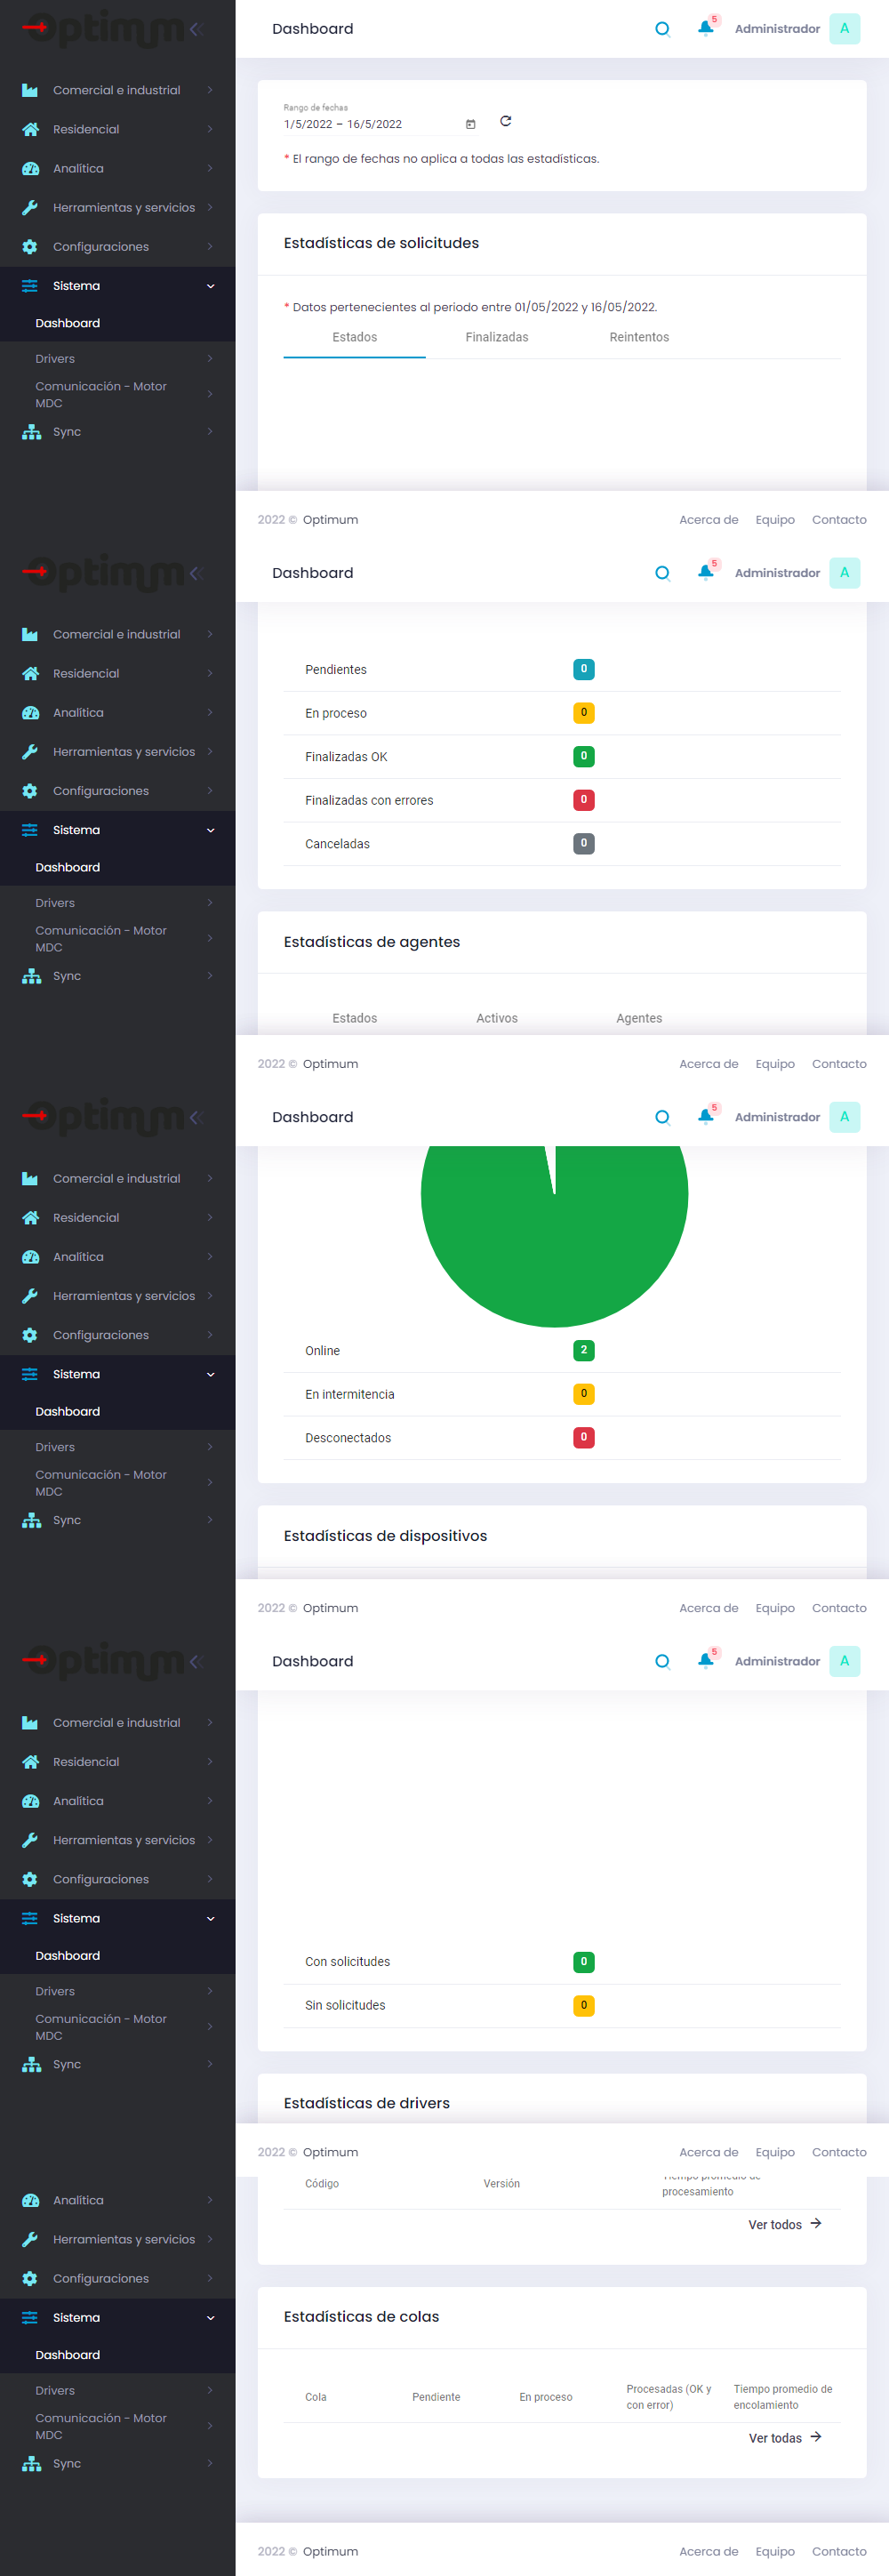 Optimum
Dashboard
5
Administrador
A
Comercial e industrial
Residencial
Analítica
Herramientas y servicios
Configuraciones
Sistema
Dashboard
Drivers
Comunicación - Motor
MDC
Sync
Rango de fechas
1/5/2022 – 16/5/2022
* El rango de fechas no aplica a todas las estadísticas.
Estadísticas de solicitudes
* Datos pertenecientes al periodo entre 01/05/2022 y 16/05/2022.
Estados Finalizadas Reintentos
2022 © Optimum
Acerca de Equipo Contacto
Optimum
Dashboard
5
Administrador
A
Comercial e industrial
Residencial
Analítica
Herramientas y servicios
Configuraciones
Sistema
Dashboard
Drivers
Comunicación - Motor
MDC
Sync
Pendientes 0
En proceso 0
Finalizadas OK 0
Finalizadas con errores 0
Canceladas 0
Estadísticas de agentes
Estados Activos Agentes
2022 © Optimum
Acerca de Equipo Contacto
Optimum
Dashboard
5
Administrador
A
Comercial e industrial
Residencial
Analítica
Herramientas y servicios
Configuraciones
Sistema
Dashboard
Drivers
Comunicación - Motor
MDC
Sync
Online 2
En intermitencia 0
Desconectados 0
Estadísticas de dispositivos
2022 © Optimum
Acerca de Equipo Contacto
Optimum
Dashboard
5
Administrador
A
Comercial e industrial
Residencial
Analítica
Herramientas y servicios
Configuraciones
Sistema
Dashboard
Drivers
Comunicación - Motor
MDC
Sync
Con solicitudes 0
Sin solicitudes 0
Estadísticas de drivers
2022 © Optimum
Acerca de Equipo Contacto
Analítica
Herramientas y servicios
Configuraciones
Sistema
Dashboard
Drivers
Comunicación - Motor
MDC
Sync
Código Versión Tiempo promedio de
procesamiento
Ver todos
Estadísticas de colas
Cola Pendiente En proceso Procesadas (OK y
con error) Tiempo promedio de
encolamiento
Ver todas
2022 © Optimum
Acerca de Equipo Contacto